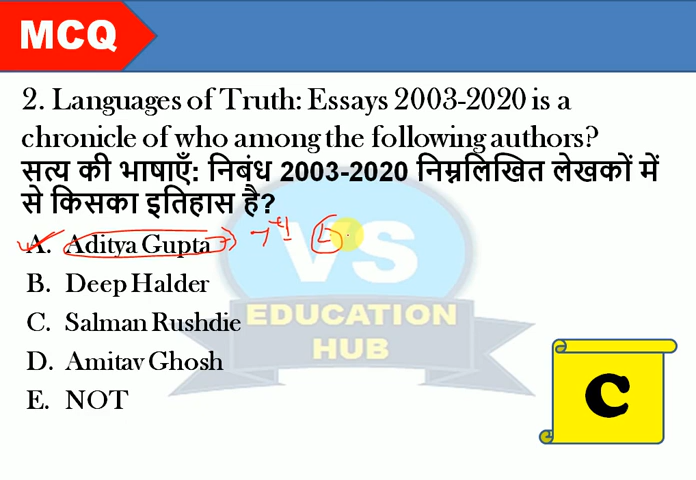 MCQ
2. Languages of Truth: Essays 2003-2020 is a
chronicle of who among the following authors?
सत्य की भाषाएँ: निबंध 2003-2020 निम्नलिखित लेखकों में
से किसका इतिहास है?
A. Aditya Gupta
B. Deep Halder
C. Salman Rushdie
D. Amitav Ghosh
E. NOT
VS
EDUCATION
HUB
C